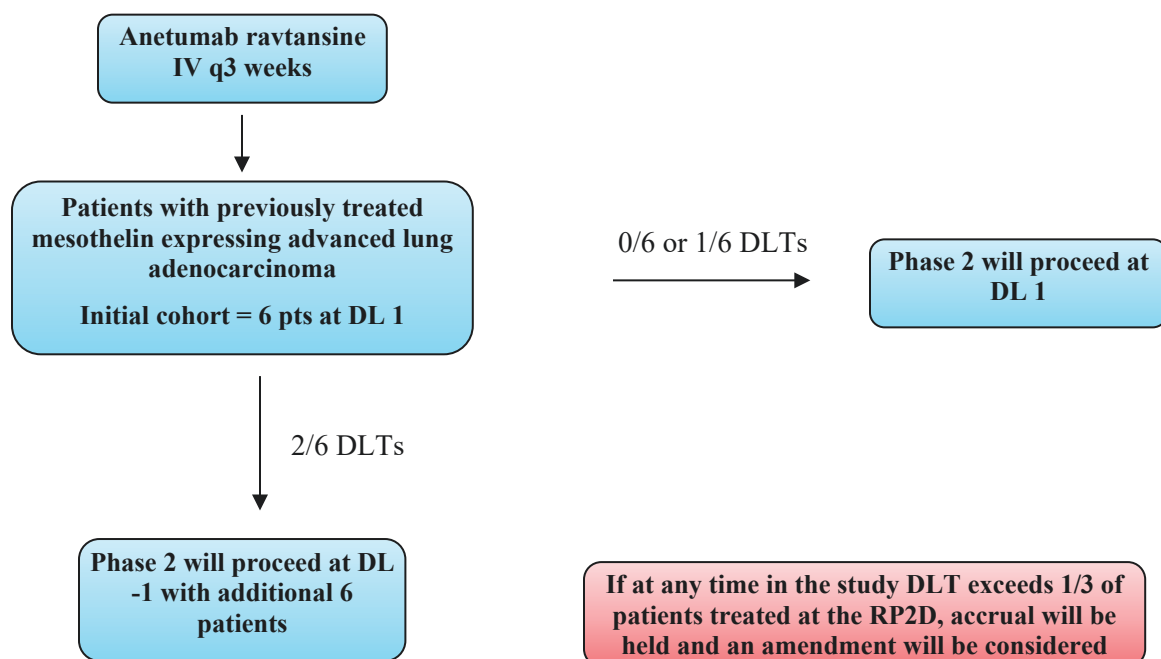 Anetumab ravtansine
IV q3 weeks
Patients with previously treated
mesothelin expressing advanced lung
adenocarcinoma
Initial cohort = 6 pts at DL 1
0/6 or 1/6 DLTs
Phase 2 will proceed at
DL 1
2/6 DLTs
Phase 2 will proceed at DL
-1 with additional 6
patients
If at any time in the study DLT exceeds 1/3 of
patients treated at the RP2D, accrual will be
held and an amendment will be considered